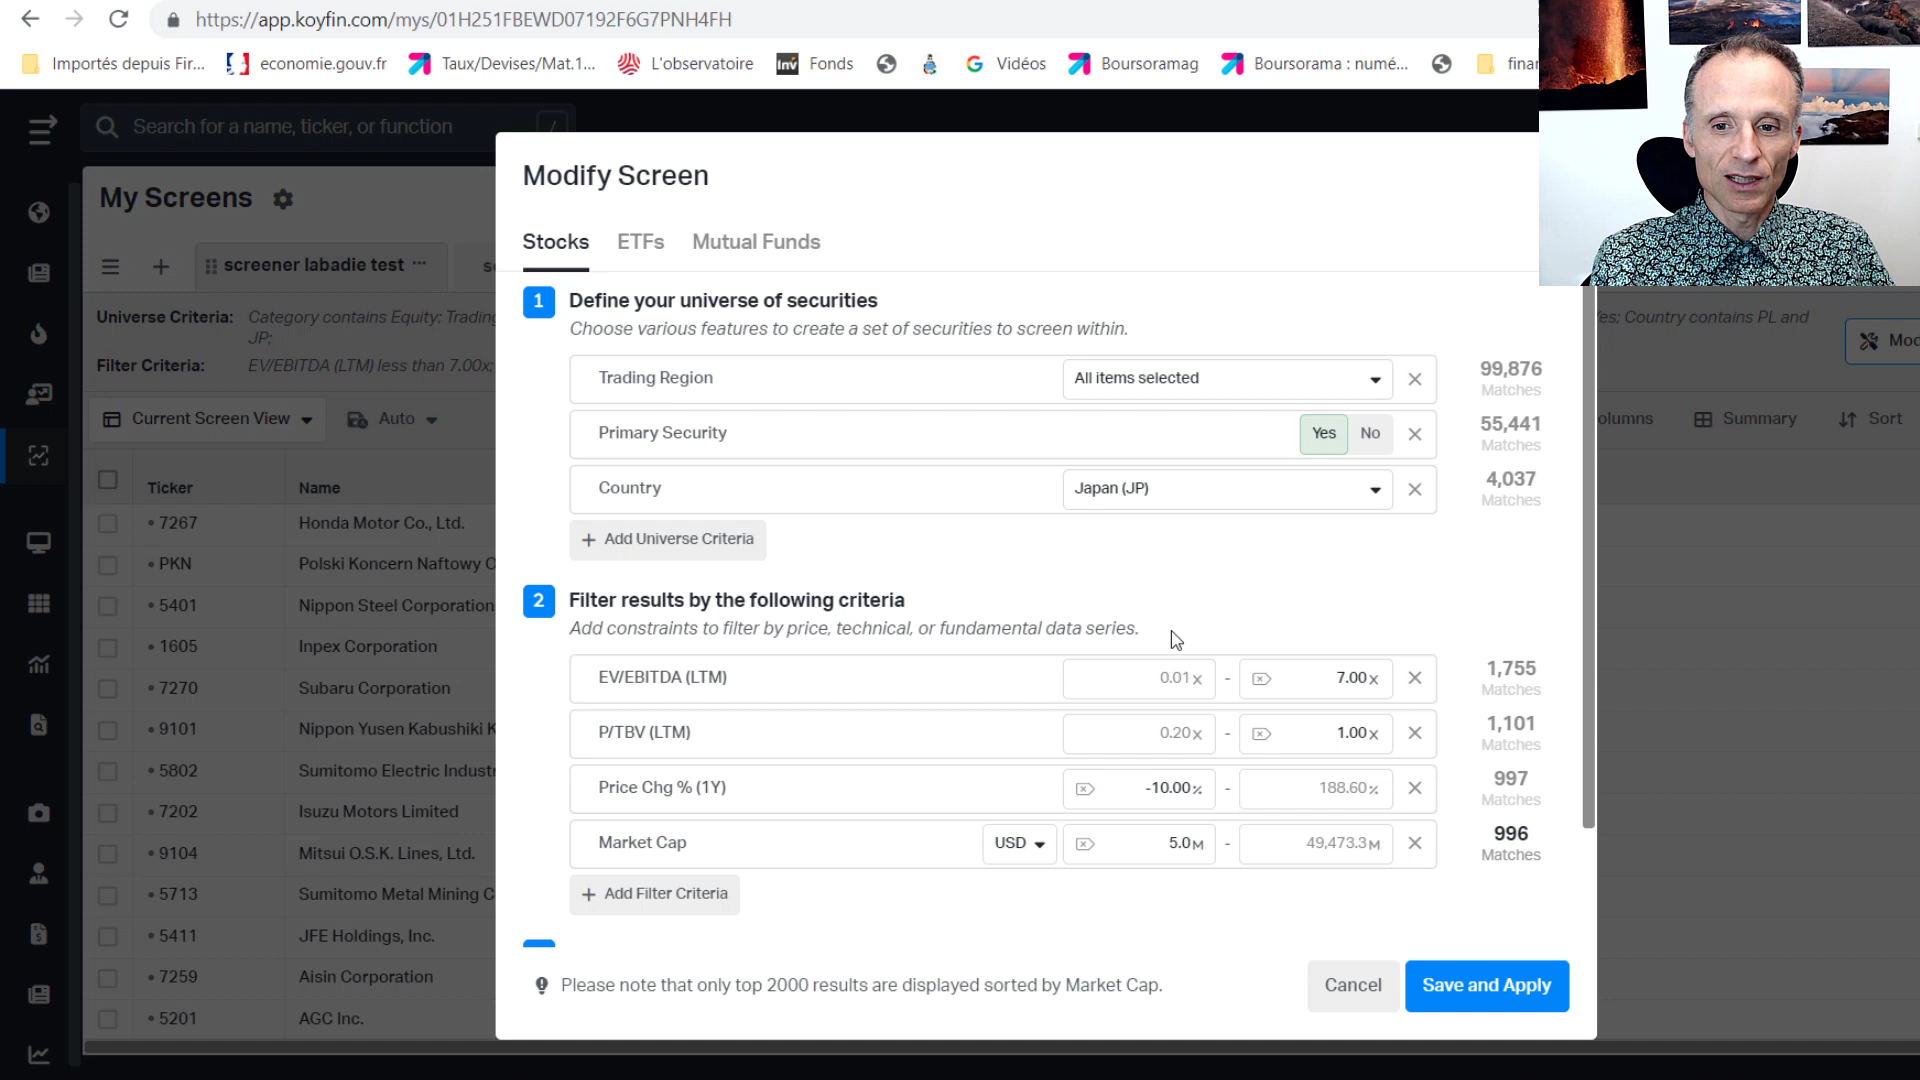 https://app.koyfin.com/mys/01H251FBEWD07192F6G7PNH4FH
Importés depuis Fir...
economie.gouv.fr
Taux/Devises/Mat.1...
L'observatoire
Inv
Fonds
G
Vidéos
Boursoramag
Boursorama : numé...
finan
Search for a name, ticker, or function
/
My Screens
screener labadie test ···
Universe Criteria: Category contains Equity; Trading
JP;
Filter Criteria: EV/EBITDA (LTM) less than 7.00x;
Current Screen View
Auto
Ticker Name
• 7267 Honda Motor Co., Ltd.
• PKN Polski Koncern Naftowy O
• 5401 Nippon Steel Corporation
• 1605 Inpex Corporation
• 7270 Subaru Corporation
• 9101 Nippon Yusen Kabushiki K
• 5802 Sumitomo Electric Industr
• 7202 Isuzu Motors Limited
• 9104 Mitsui O.S.K. Lines, Ltd.
• 5713 Sumitomo Metal Mining C
• 5411 JFE Holdings, Inc.
• 7259 Aisin Corporation
• 5201 AGC Inc.
Modify Screen
Stocks ETFs Mutual Funds
1 Define your universe of securities
Choose various features to create a set of securities to screen within.
Trading Region All items selected 99,876
Matches
Primary Security Yes No 55,441
Matches
Country Japan (JP) 4,037
Matches
+ Add Universe Criteria
2 Filter results by the following criteria
Add constraints to filter by price, technical, or fundamental data series.
EV/EBITDA (LTM) 0.01x - 7.00x 1,755
Matches
P/TBV (LTM) 0.20x - 1.00x 1,101
Matches
Price Chg % (1Y) -10.00% - 188.60% 997
Matches
Market Cap USD 5.0M - 49,473.3M 996
Matches
+ Add Filter Criteria
Please note that only top 2000 results are displayed sorted by Market Cap.
Cancel
Save and Apply
es; Country contains PL and
Moc
olumns Summary Sort